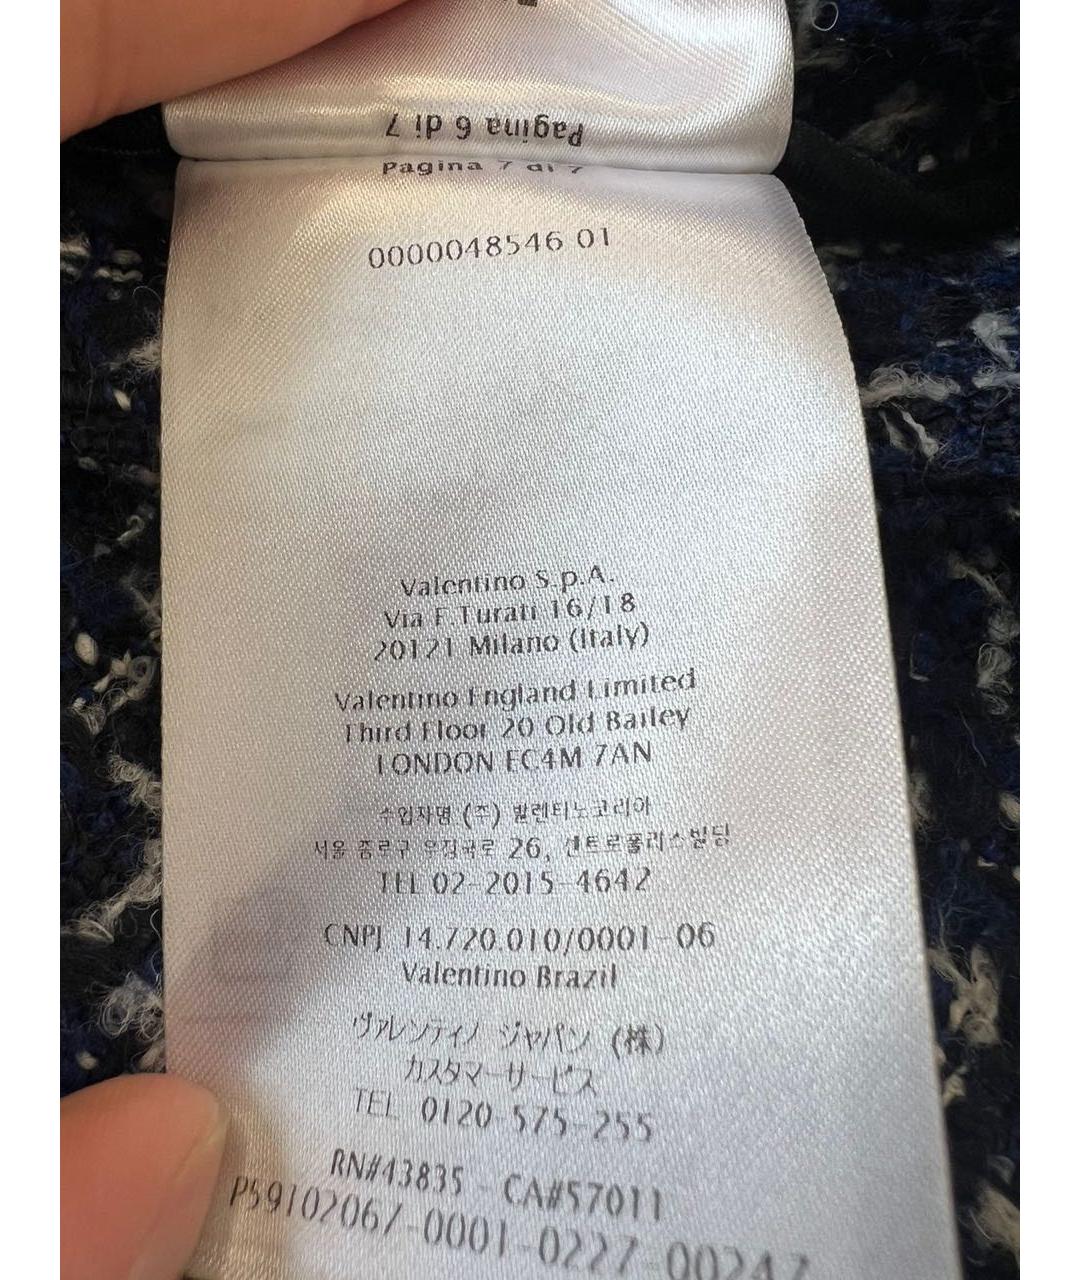 Pagina 6 di 7
Pagina 7 di 7
0000048546 01
Valentino S.p.A.
Via F.Turati 16/18
20121 Milano (Italy)
Valentino England Limited
Third Floor 20 Old Bailey
LONDON EC4M 7AN
수입자명 (주) 발렌티노코리아
서울 종로구 우정국로 26, 센트로폴리스빌딩
TEL 02-2015-4642
CNPJ 14.720.010/0001-06
Valentino Brazil
ヴァレンティノ ジャパン (株)
カスタマーサービス
TEL 0120-575-255
RN#43835 - CA#57011
P59102067-0001-0227-00247